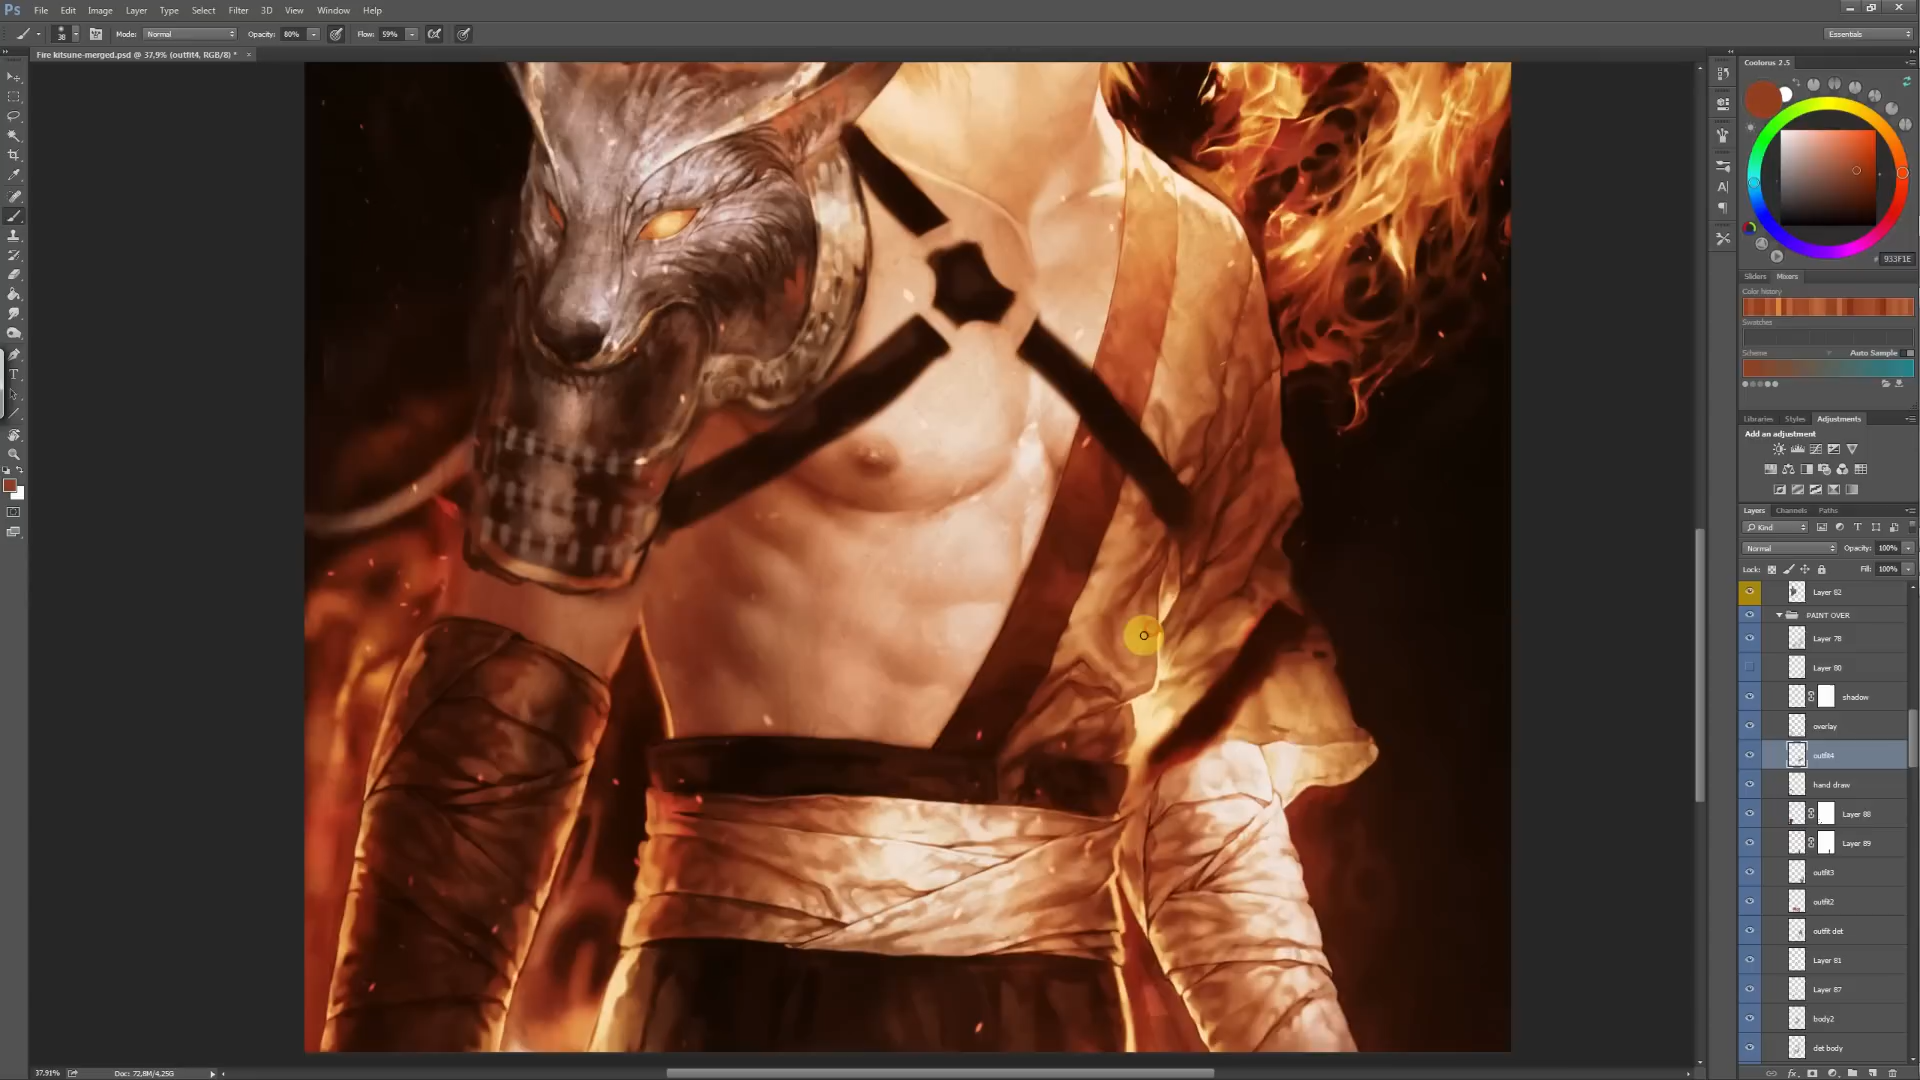 Ps File Edit Image Layer Type Select Filter 3D View Window Help
38 Mode: Normal Opacity: 80% Flow: 59% Essentials
Fire kitsune-merged.psd @ 37,9% (outfit4, RGB/8) * ×
Coolorus 2.5
# 933F1E
Sliders Mixers
Color history
Swatches
Scheme Auto Sample
Libraries Styles Adjustments
Add an adjustment
Layers Channels Paths
Kind
Normal Opacity: 100%
Lock: Fill: 100%
Layer 82
PAINT OVER
Layer 78
Layer 80
shadow
overlay
outfit4
hand draw
Layer 88
Layer 89
outfit3
outfit2
outfit det
Layer 81
Layer 87
body2
det body
37,91% Doc: 72,8M/4,25G